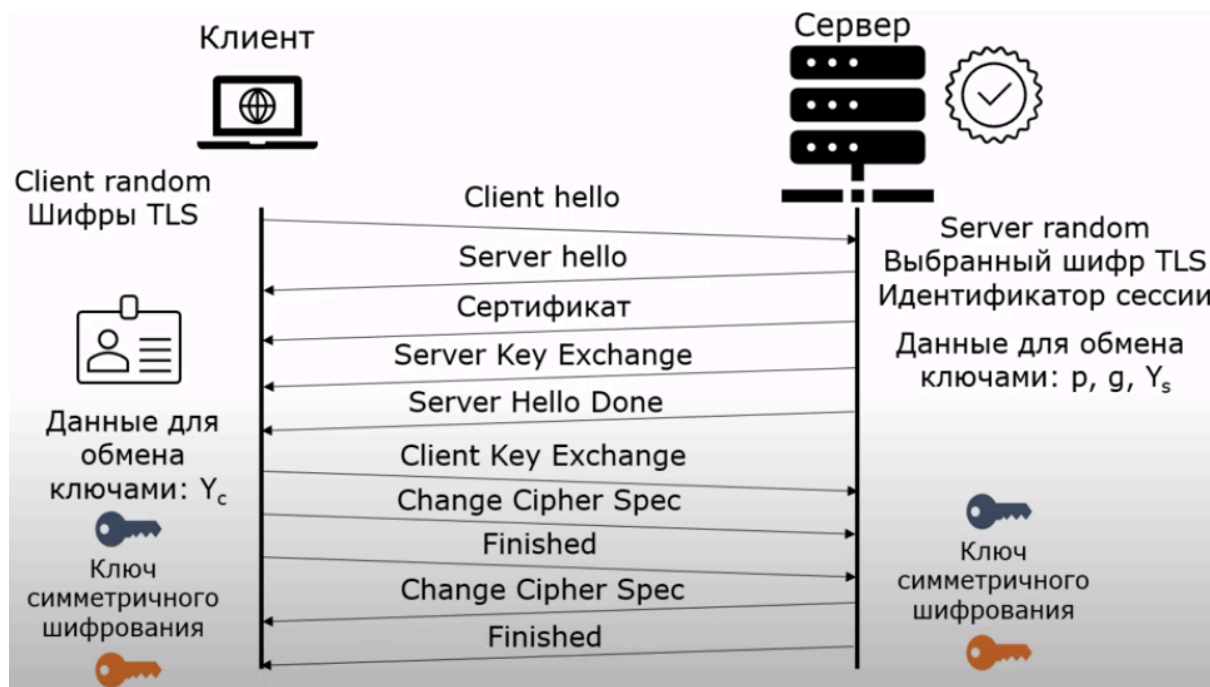 Клиент
Сервер
Client random
Шифры TLS
Client hello
Server random
Выбранный шифр TLS
Идентификатор сессии
Server hello
Сертификат
Server Key Exchange
Данные для обмена
ключами: p, g, Yₛ
Server Hello Done
Данные для
обмена
ключами: Y꜀
Client Key Exchange
Change Cipher Spec
Finished
Change Cipher Spec
Finished
Ключ
симметричного
шифрования
Ключ
симметричного
шифрования